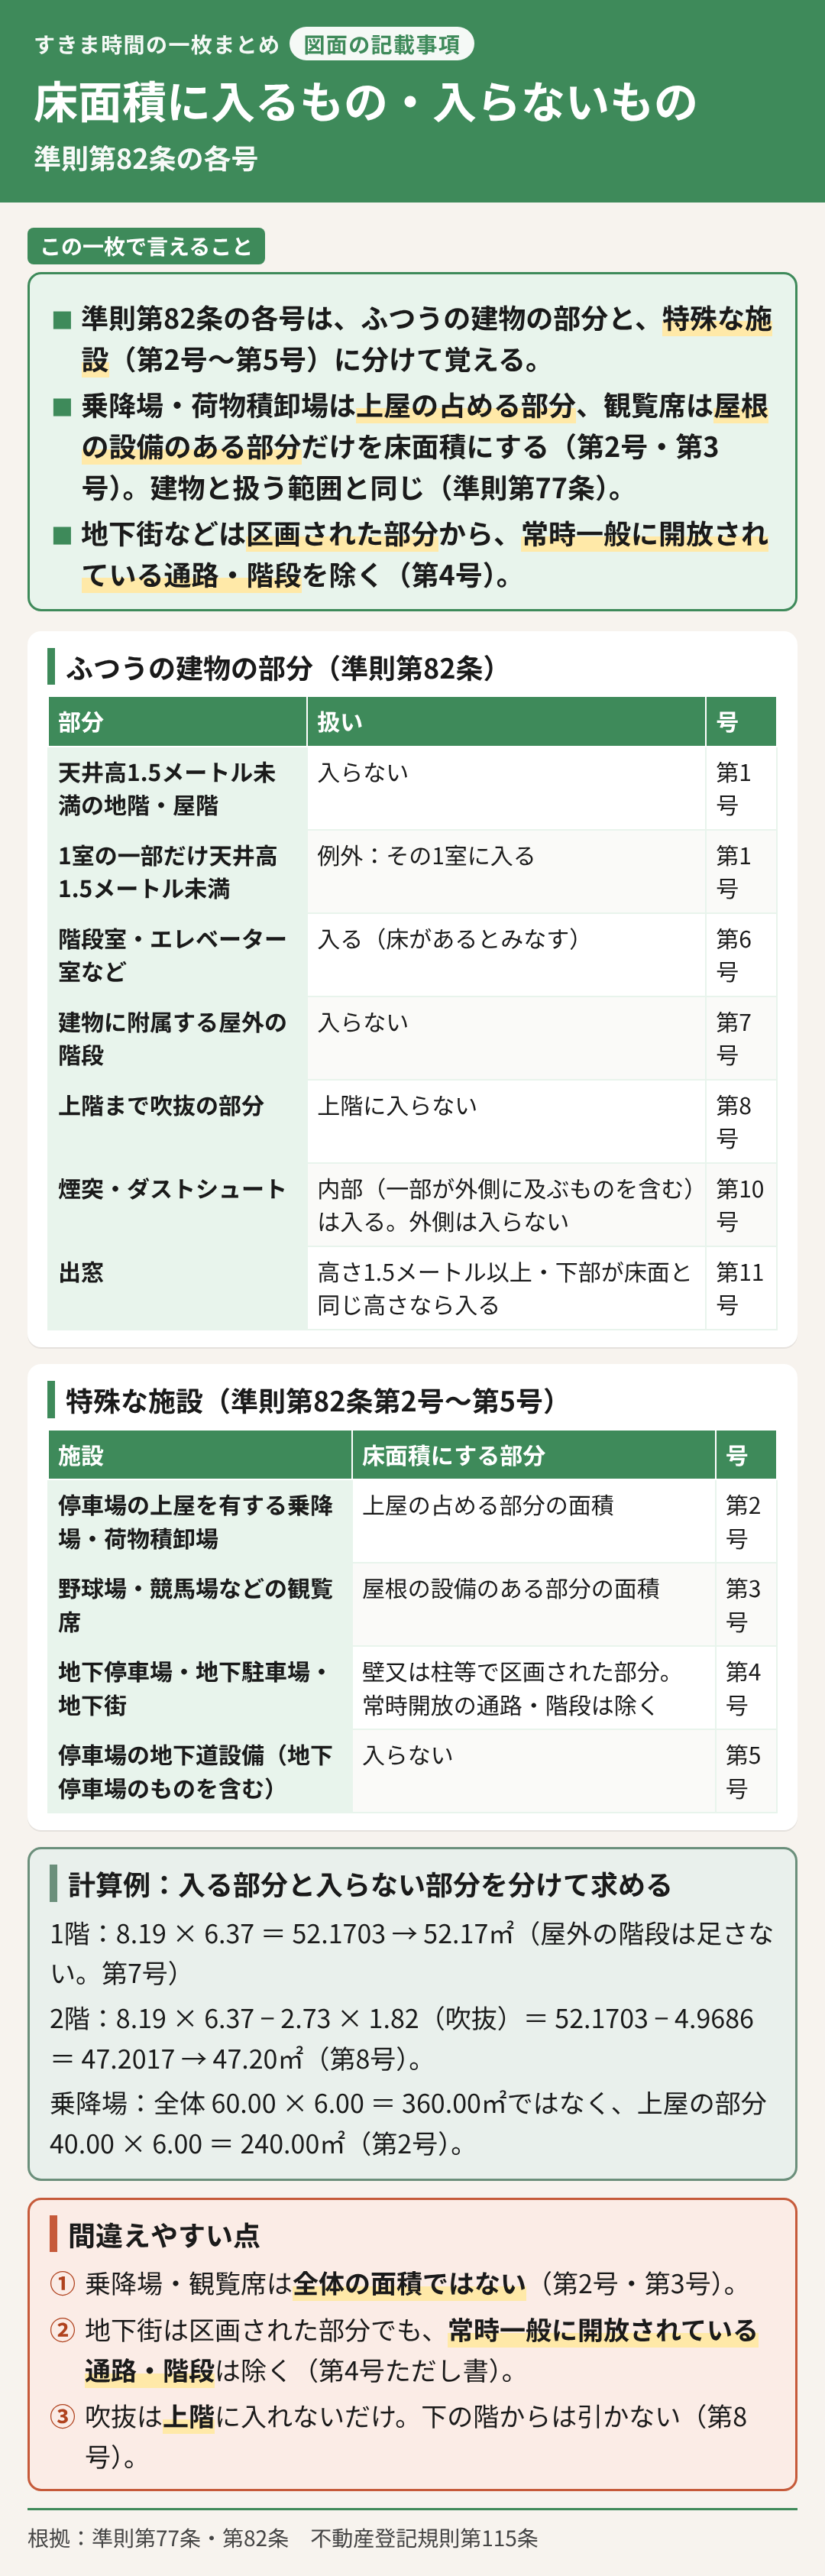 すきま時間の一枚まとめ 図面の記載事項
床面積に入るもの・入らないもの
準則第82条の各号
この一枚で言えること
■ 準則第82条の各号は、ふつうの建物の部分と、特殊な施
設（第2号～第5号）に分けて覚える。
■ 乗降場・荷物積卸場は上屋の占める部分、観覧席は屋根
の設備のある部分だけを床面積にする（第2号・第3
号）。建物と扱う範囲と同じ（準則第77条）。
■ 地下街などは区画された部分から、常時一般に開放され
ている通路・階段を除く（第4号）。
ふつうの建物の部分（準則第82条）
部分 扱い 号
天井高1.5メートル未 入らない 第1
満の地階・屋階 号
1室の一部だけ天井高 例外：その1室に入る 第1
1.5メートル未満 号
階段室・エレベーター 入る（床があるとみなす） 第6
室など 号
建物に附属する屋外の 入らない 第7
階段 号
上階まで吹抜の部分 上階に入らない 第8
号
煙突・ダストシュート 内部（一部が外側に及ぶものを含む） 第10
は入る。外側は入らない 号
出窓 高さ1.5メートル以上・下部が床面と 第11
同じ高さなら入る 号
特殊な施設（準則第82条第2号～第5号）
施設 床面積にする部分 号
停車場の上屋を有する乗降 上屋の占める部分の面積 第2
場・荷物積卸場 号
野球場・競馬場などの観覧 屋根の設備のある部分の面積 第3
席 号
地下停車場・地下駐車場・ 壁又は柱等で区画された部分。 第4
地下街 常時開放の通路・階段は除く 号
停車場の地下道設備（地下 入らない 第5
停車場のものを含む） 号
計算例：入る部分と入らない部分を分けて求める
1階：8.19 × 6.37 ＝ 52.1703 → 52.17㎡（屋外の階段は足さな
い。第7号）
2階：8.19 × 6.37 − 2.73 × 1.82（吹抜）＝ 52.1703 − 4.9686
＝ 47.2017 → 47.20㎡（第8号）。
乗降場：全体 60.00 × 6.00 ＝ 360.00㎡ではなく、上屋の部分
40.00 × 6.00 ＝ 240.00㎡（第2号）。
間違えやすい点
① 乗降場・観覧席は全体の面積ではない（第2号・第3号）。
② 地下街は区画された部分でも、常時一般に開放されている
通路・階段は除く（第4号ただし書）。
③ 吹抜は上階に入れないだけ。下の階からは引かない（第8
号）。
根拠：準則第77条・第82条　不動産登記規則第115条